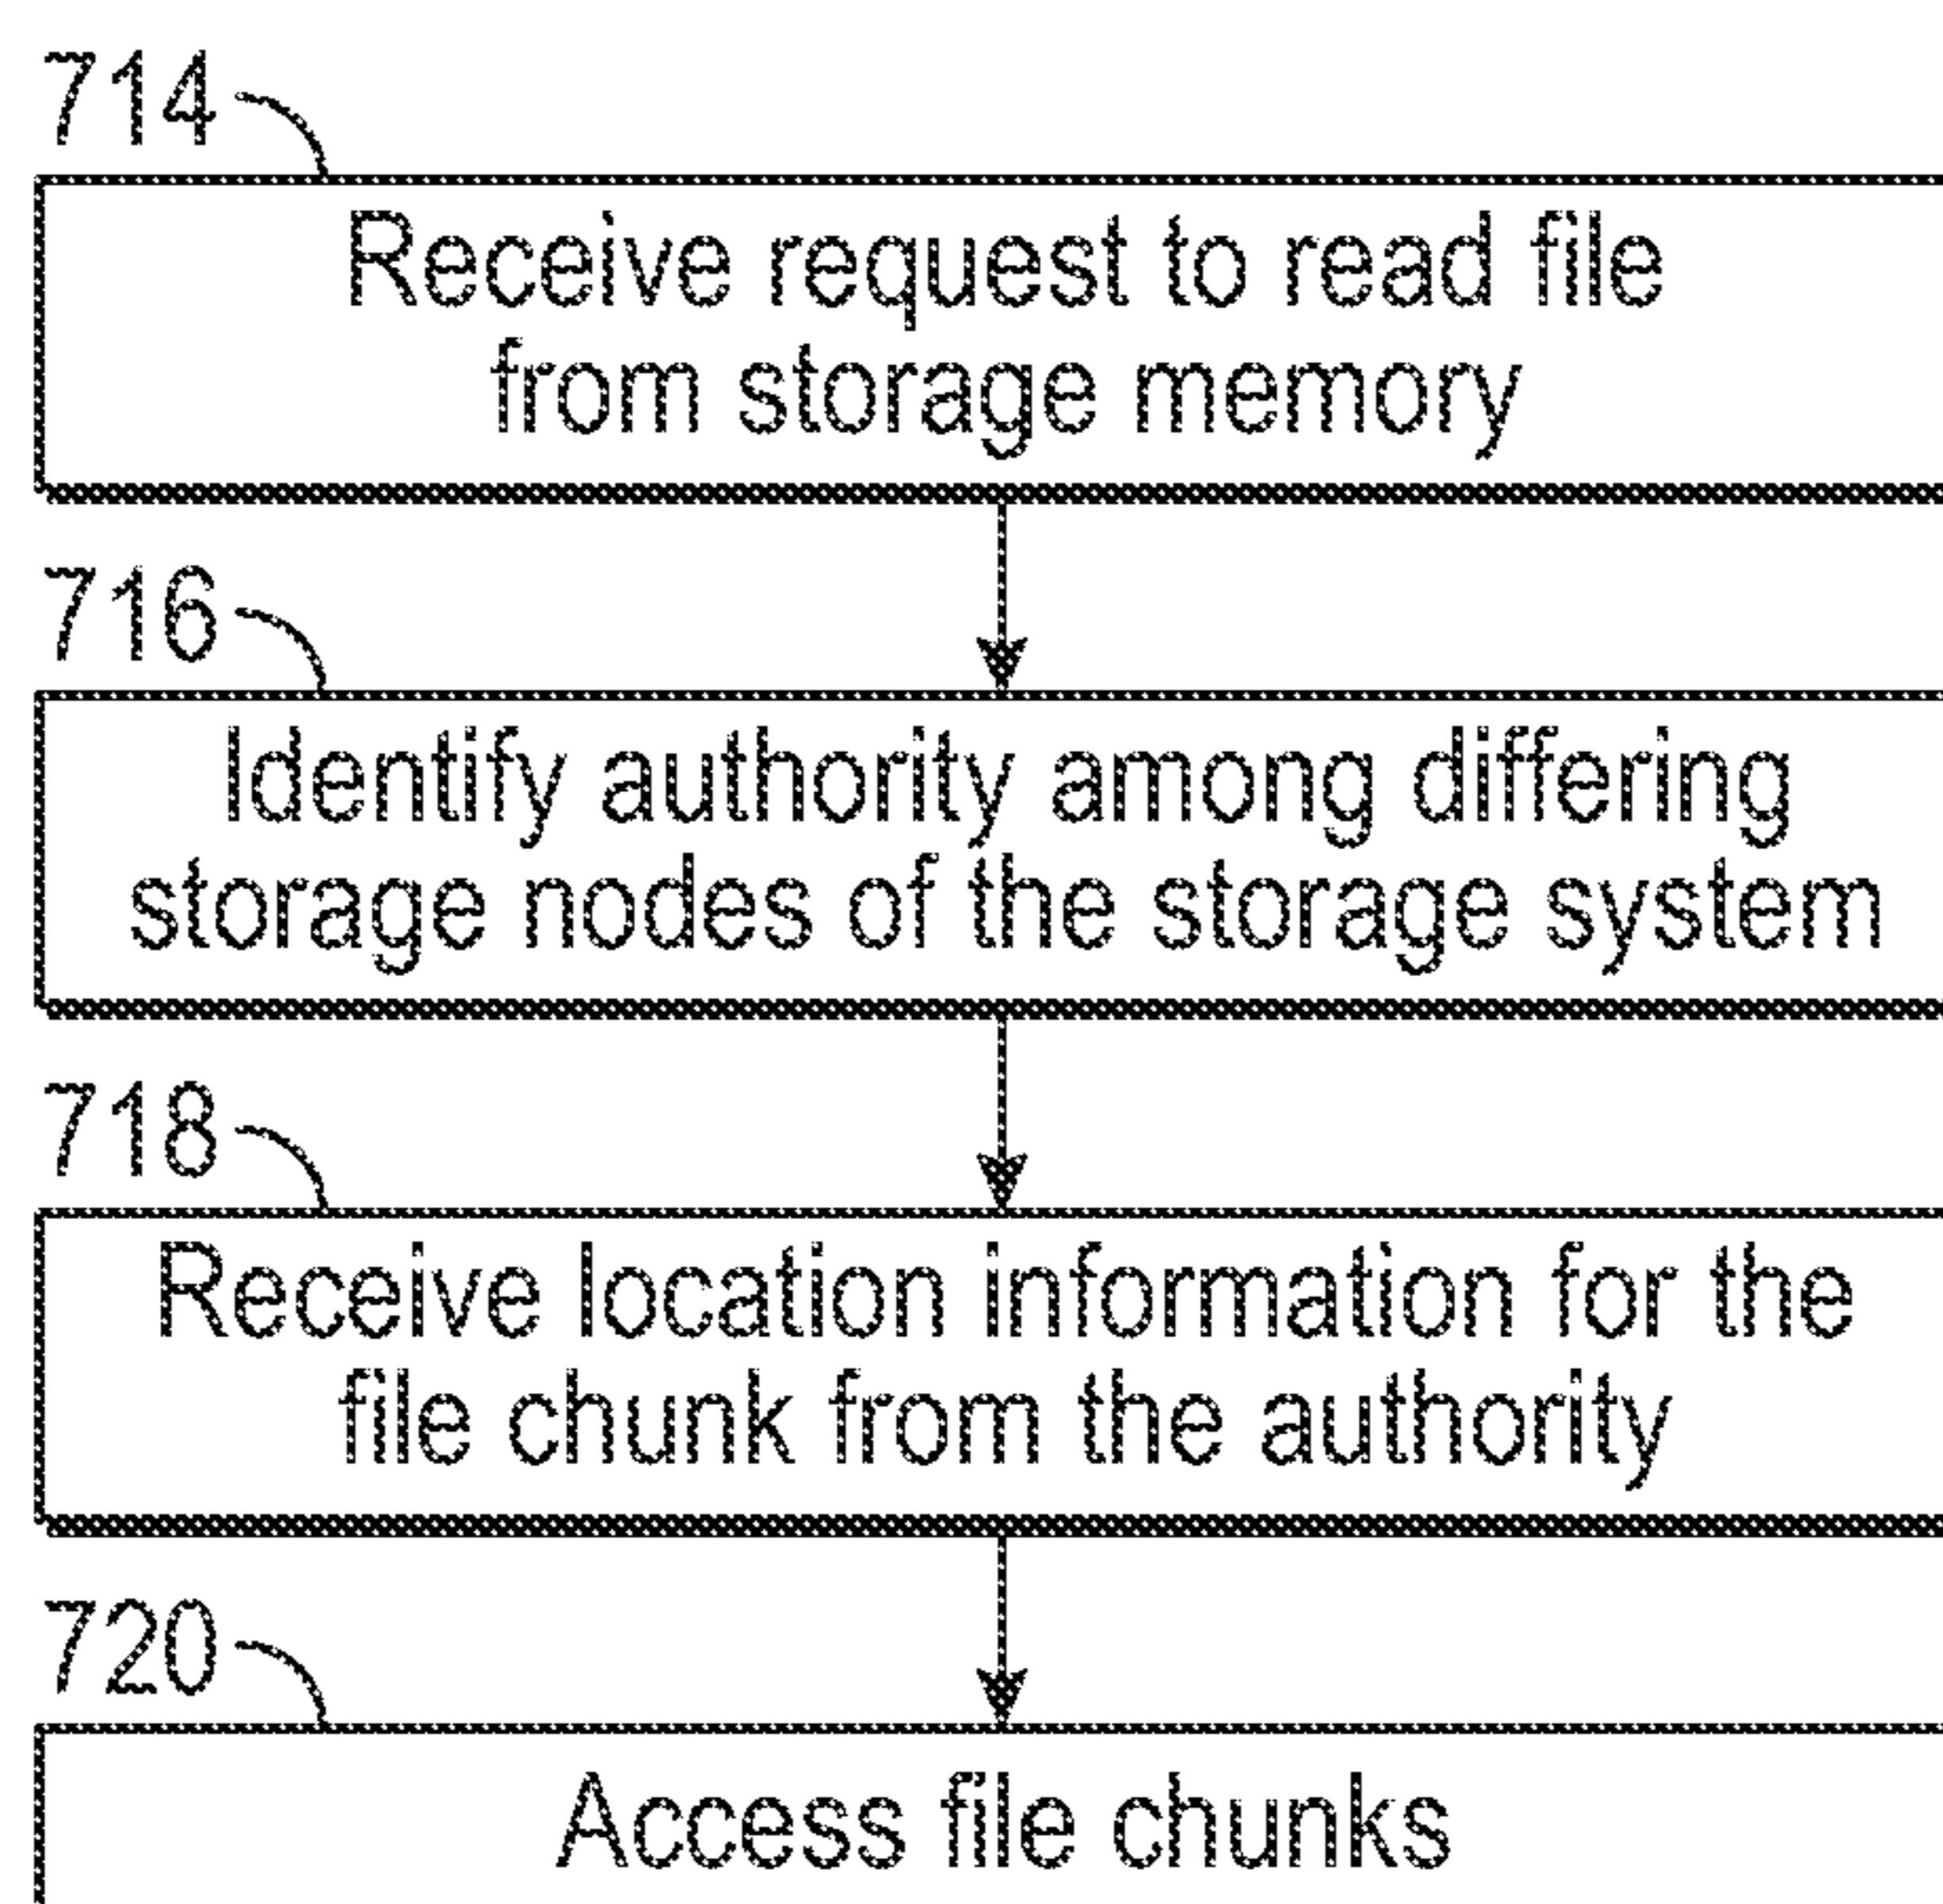 714
Receive request to read file
from storage memory
716
Identify authority among differing
storage nodes of the storage system
718
Receive location information for the
file chunk from the authority
720
Access file chunks